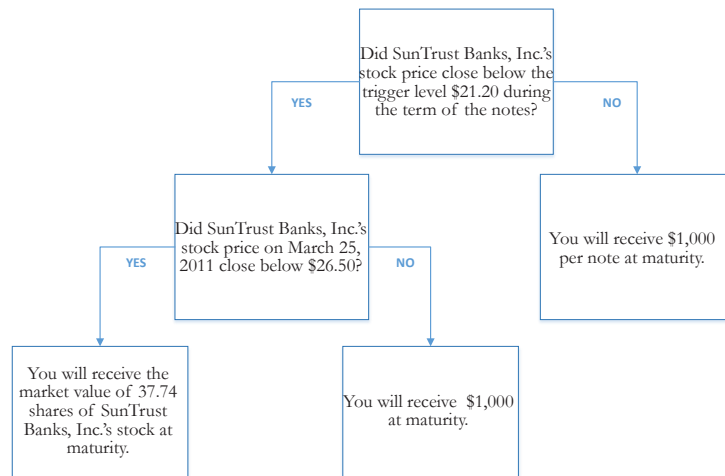 Did SunTrust Banks, Inc.'s
stock price close below the
trigger level $21.20 during
the term of the notes?
YES
NO
Did SunTrust Banks, Inc.'s
stock price on March 25,
2011 close below $26.50?
You will receive $1,000
per note at maturity.
YES
NO
You will receive the
market value of 37.74
shares of SunTrust
Banks, Inc.'s stock at
maturity.
You will receive $1,000
at maturity.